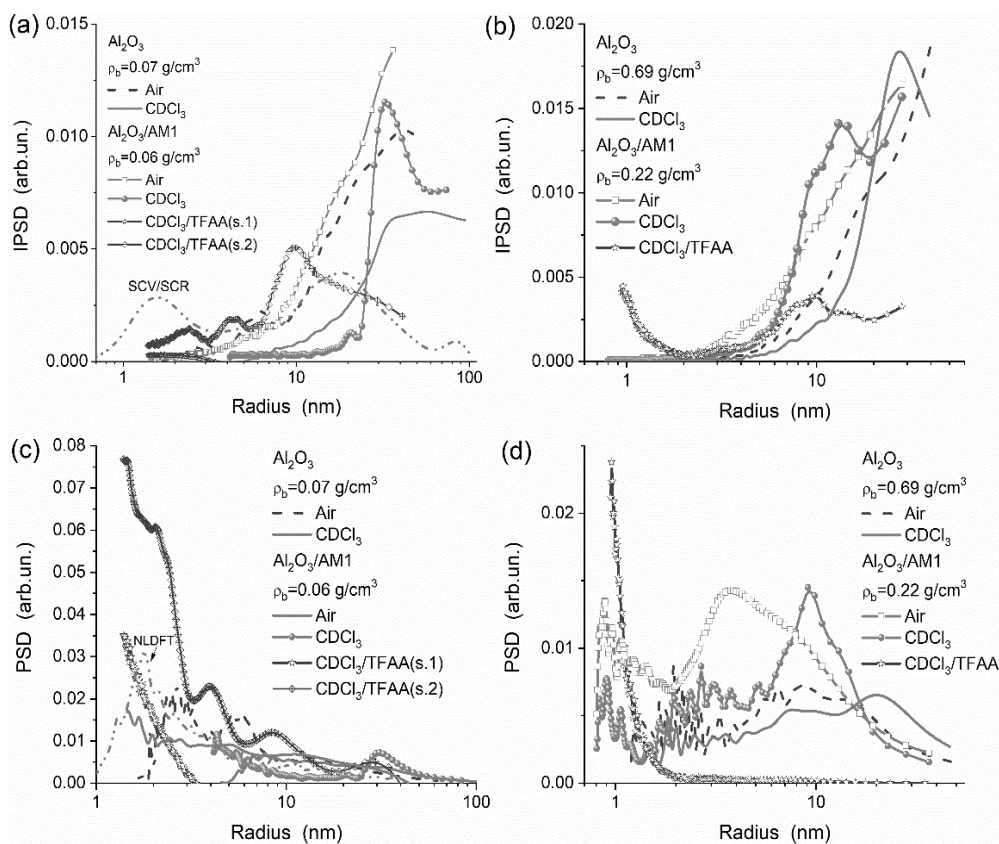 (a)
0.015
0.010
0.005
0.000
IPSD (arb.un.)
Al₂O₃
ρb=0.07 g/cm³
Air
CDCl₃
Al₂O₃/AM1
ρb=0.06 g/cm³
Air
CDCl₃
CDCl₃/TFAA(s.1)
CDCl₃/TFAA(s.2)
SCV/SCR
1 10 100
Radius (nm)
(b)
0.020
0.015
0.010
0.005
0.000
IPSD (arb.un.)
Al₂O₃
ρb=0.69 g/cm³
Air
CDCl₃
Al₂O₃/AM1
ρb=0.22 g/cm³
Air
CDCl₃
CDCl₃/TFAA
1 10
Radius (nm)
(c)
0.08
0.07
0.06
0.05
0.04
0.03
0.02
0.01
0.00
PSD (arb.un.)
Al₂O₃
ρb=0.07 g/cm³
Air
CDCl₃
Al₂O₃/AM1
ρb=0.06 g/cm³
Air
CDCl₃
CDCl₃/TFAA(s.1)
CDCl₃/TFAA(s.2)
NLDFT
1 10 100
Radius (nm)
(d)
0.02
0.01
0.00
PSD (arb.un.)
Al₂O₃
ρb=0.69 g/cm³
Air
CDCl₃
Al₂O₃/AM1
ρb=0.22 g/cm³
Air
CDCl₃
CDCl₃/TFAA
1 10
Radius (nm)